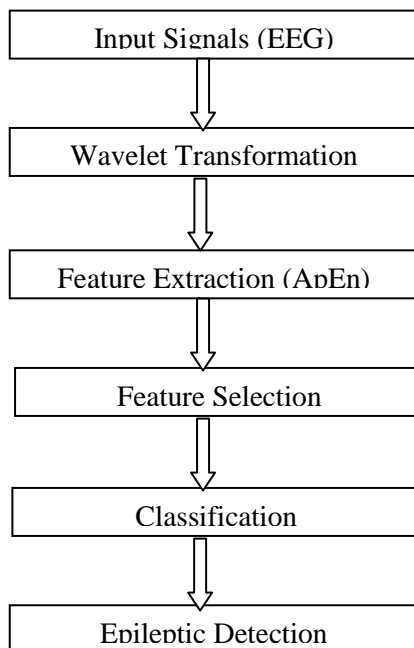 Input Signals (EEG)
Wavelet Transformation
Feature Extraction (ApEn)
Feature Selection
Classification
Epileptic Detection